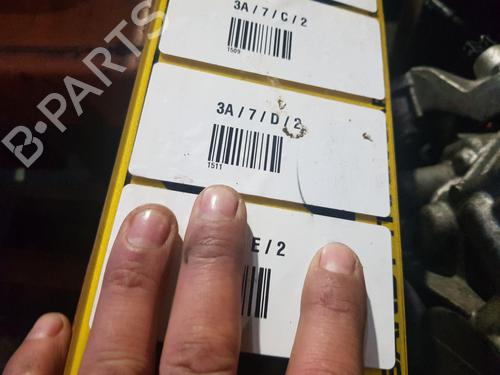 3A / 7 / C / 2
1509
3A / 7 / D / 2
1511
E / 2
B-PARTS